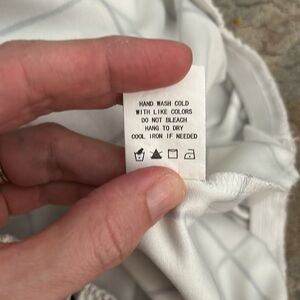 HAND WASH COLD
WITH LIKE COLORS
DO NOT BLEACH
HANG TO DRY
COOL IRON IF NEEDED